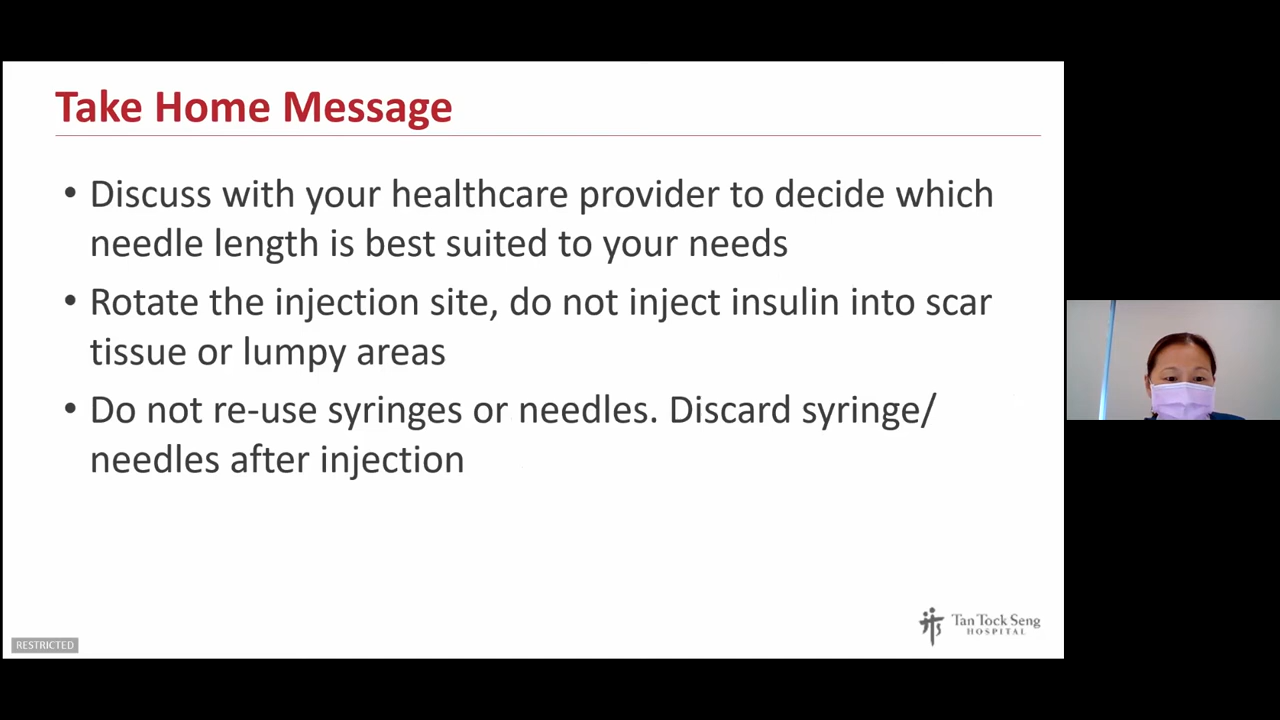 Take Home Message
• Discuss with your healthcare provider to decide which
needle length is best suited to your needs
• Rotate the injection site, do not inject insulin into scar
tissue or lumpy areas
• Do not re-use syringes or needles. Discard syringe/
needles after injection
Tan Tock Seng
HOSPITAL
RESTRICTED